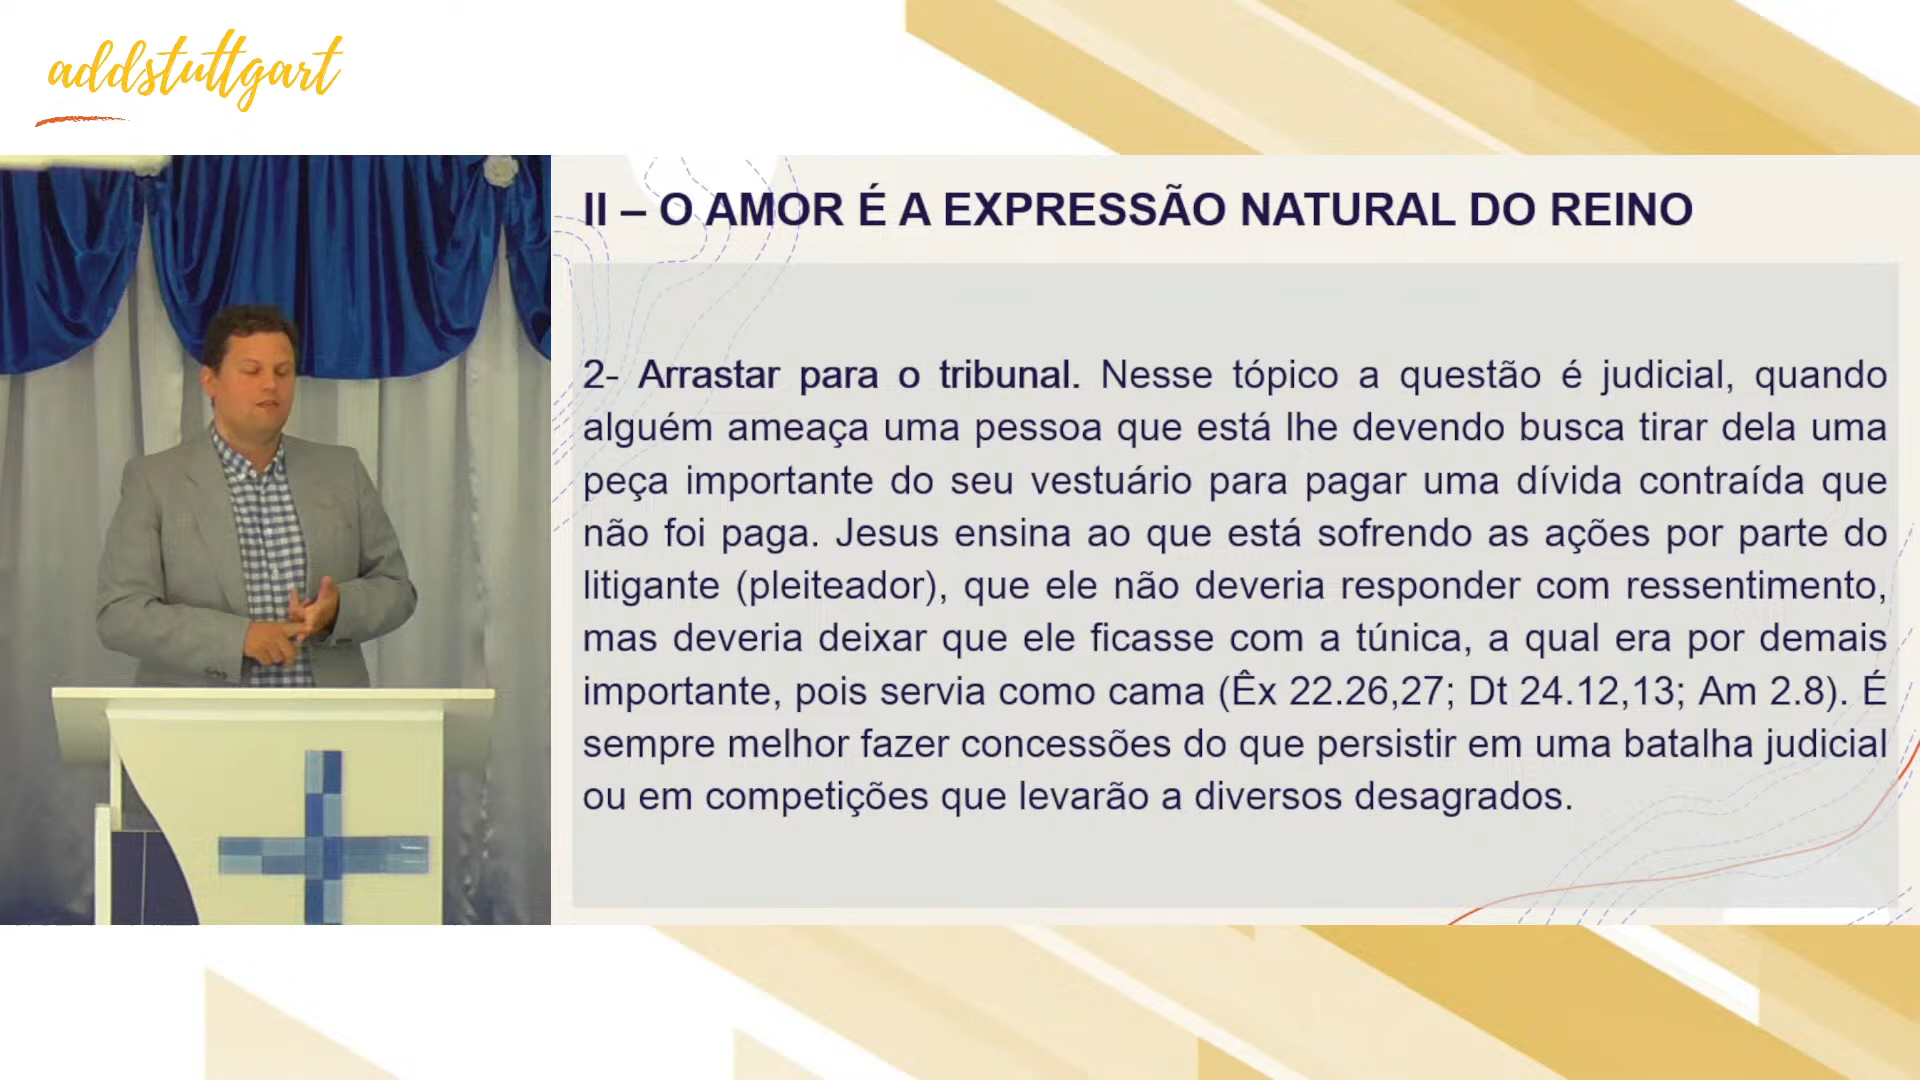 addstuttgart
II – O AMOR É A EXPRESSÃO NATURAL DO REINO
2- Arrastar para o tribunal. Nesse tópico a questão é judicial, quando
alguém ameaça uma pessoa que está lhe devendo busca tirar dela uma
peça importante do seu vestuário para pagar uma dívida contraída que
não foi paga. Jesus ensina ao que está sofrendo as ações por parte do
litigante (pleiteador), que ele não deveria responder com ressentimento,
mas deveria deixar que ele ficasse com a túnica, a qual era por demais
importante, pois servia como cama (Êx 22.26,27; Dt 24.12,13; Am 2.8). É
sempre melhor fazer concessões do que persistir em uma batalha judicial
ou em competições que levarão a diversos desagrados.